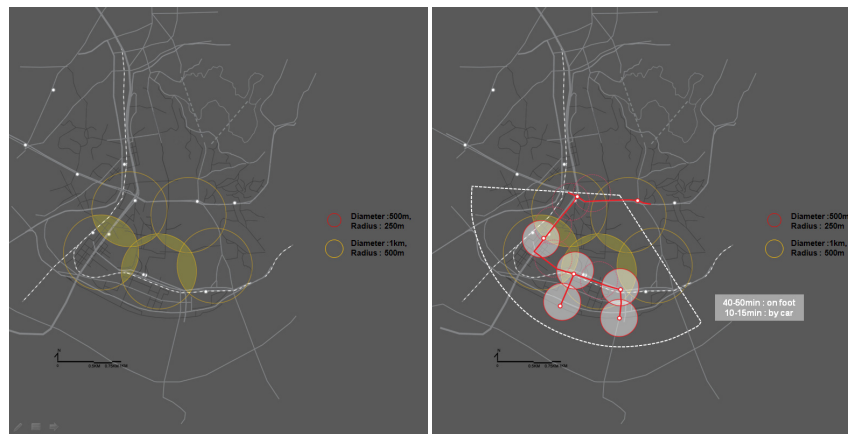 Diameter :500m,
Radius : 250m
Diameter :1km,
Radius : 500m
Diameter :500m
Radius : 250m
Diameter :1km,
Radius : 500m
40-50min : on foot
10-15min : by car